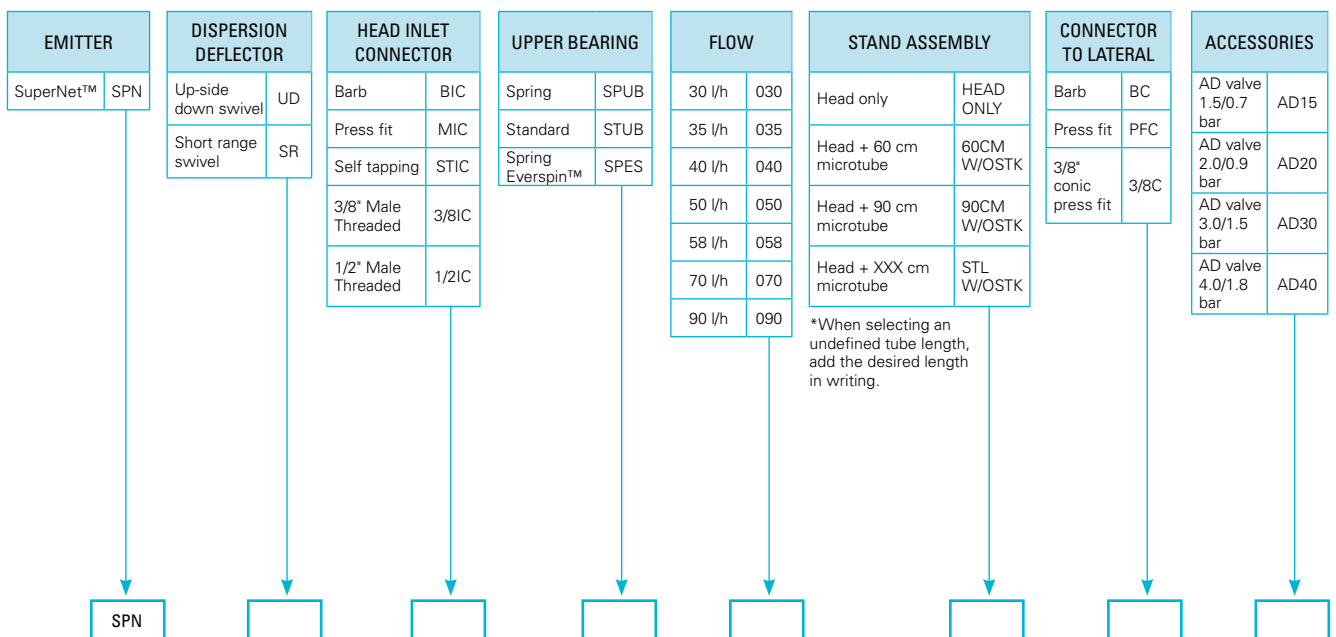 EMITTER
SuperNet™ SPN
DISPERSION
DEFLECTOR
Up-side
down swivel UD
Short range
swivel SR
HEAD INLET
CONNECTOR
Barb BIC
Press fit MIC
Self tapping STIC
3/8" Male
Threaded 3/8IC
1/2" Male
Threaded 1/2IC
UPPER BEARING
Spring SPUB
Standard STUB
Spring
Everspin™ SPES
FLOW
30 l/h 030
35 l/h 035
40 l/h 040
50 l/h 050
58 l/h 058
70 l/h 070
90 l/h 090
STAND ASSEMBLY
Head only HEAD
ONLY
Head + 60 cm
microtube 60CM
W/OSTK
Head + 90 cm
microtube 90CM
W/OSTK
Head + XXX cm
microtube STL
W/OSTK
*When selecting an
undefined tube length,
add the desired length
in writing.
CONNECTOR
TO LATERAL
Barb BC
Press fit PFC
3/8"
conic
press fit 3/8C
ACCESSORIES
AD valve
1.5/0.7
bar AD15
AD valve
2.0/0.9
bar AD20
AD valve
3.0/1.5
bar AD30
AD valve
4.0/1.8
bar AD40
SPN